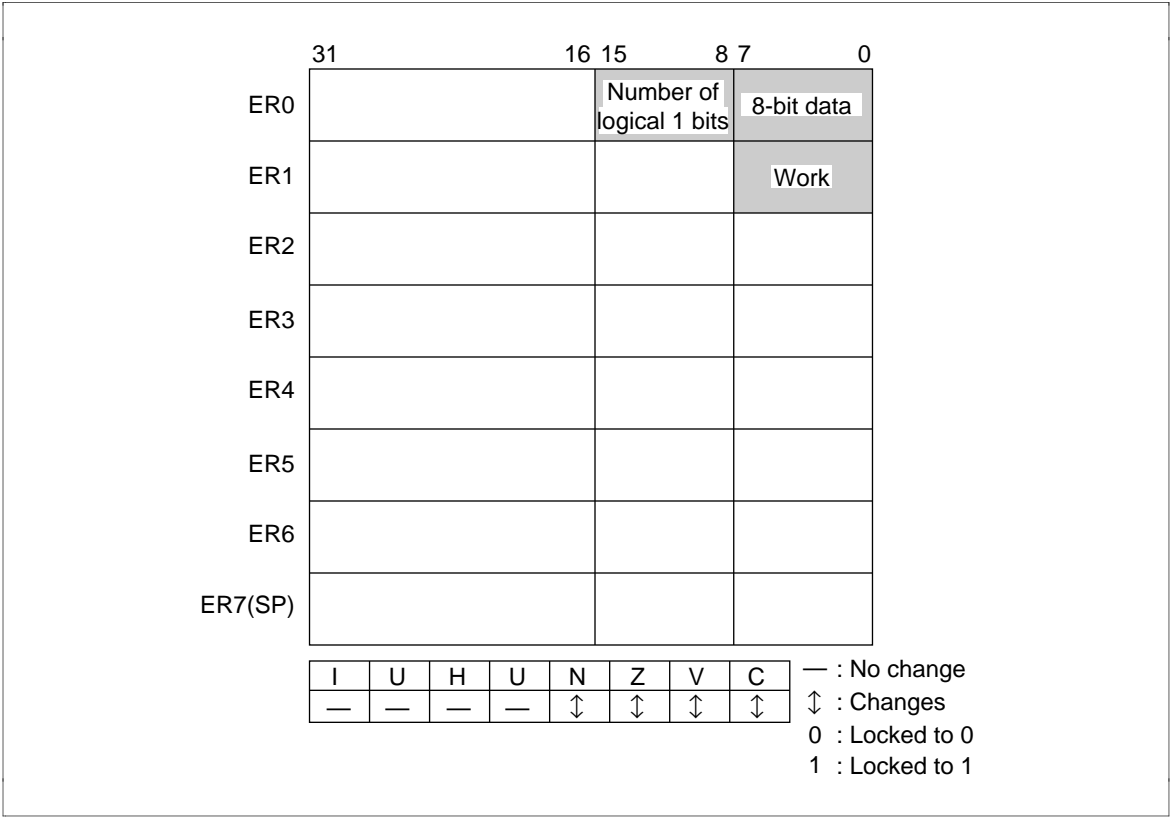 31 16 15 8 7 0
ER0 Number of logical 1 bits 8-bit data
ER1 Work
ER2
ER3
ER4
ER5
ER6
ER7(SP)
I U H U N Z V C
— — — — ↕ ↕ ↕ ↕
— : No change
↕ : Changes
0 : Locked to 0
1 : Locked to 1